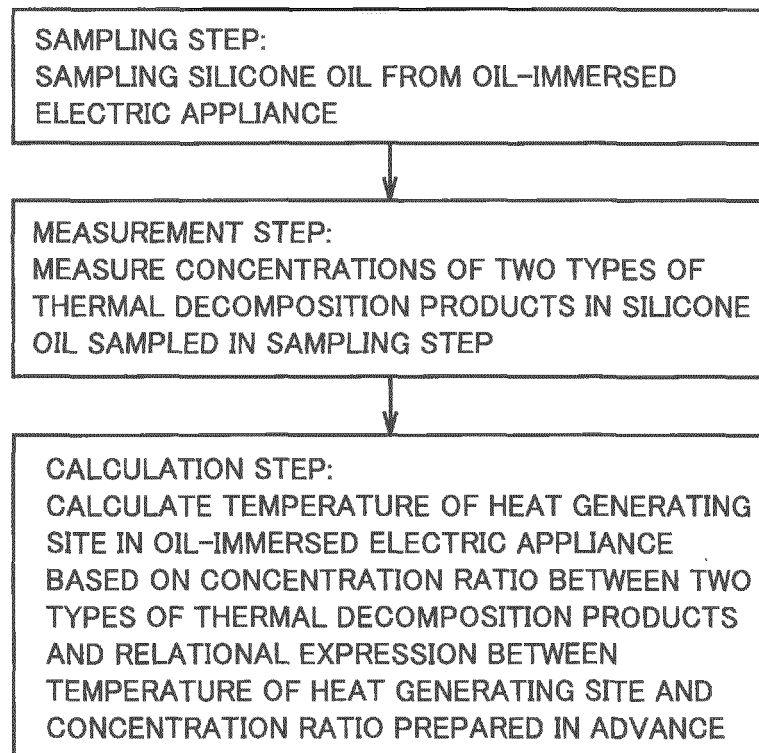 SAMPLING STEP:
SAMPLING SILICONE OIL FROM OIL-IMMERSED
ELECTRIC APPLIANCE
MEASUREMENT STEP:
MEASURE CONCENTRATIONS OF TWO TYPES OF
THERMAL DECOMPOSITION PRODUCTS IN SILICONE
OIL SAMPLED IN SAMPLING STEP
CALCULATION STEP:
CALCULATE TEMPERATURE OF HEAT GENERATING
SITE IN OIL-IMMERSED ELECTRIC APPLIANCE
BASED ON CONCENTRATION RATIO BETWEEN TWO
TYPES OF THERMAL DECOMPOSITION PRODUCTS
AND RELATIONAL EXPRESSION BETWEEN
TEMPERATURE OF HEAT GENERATING SITE AND
CONCENTRATION RATIO PREPARED IN ADVANCE